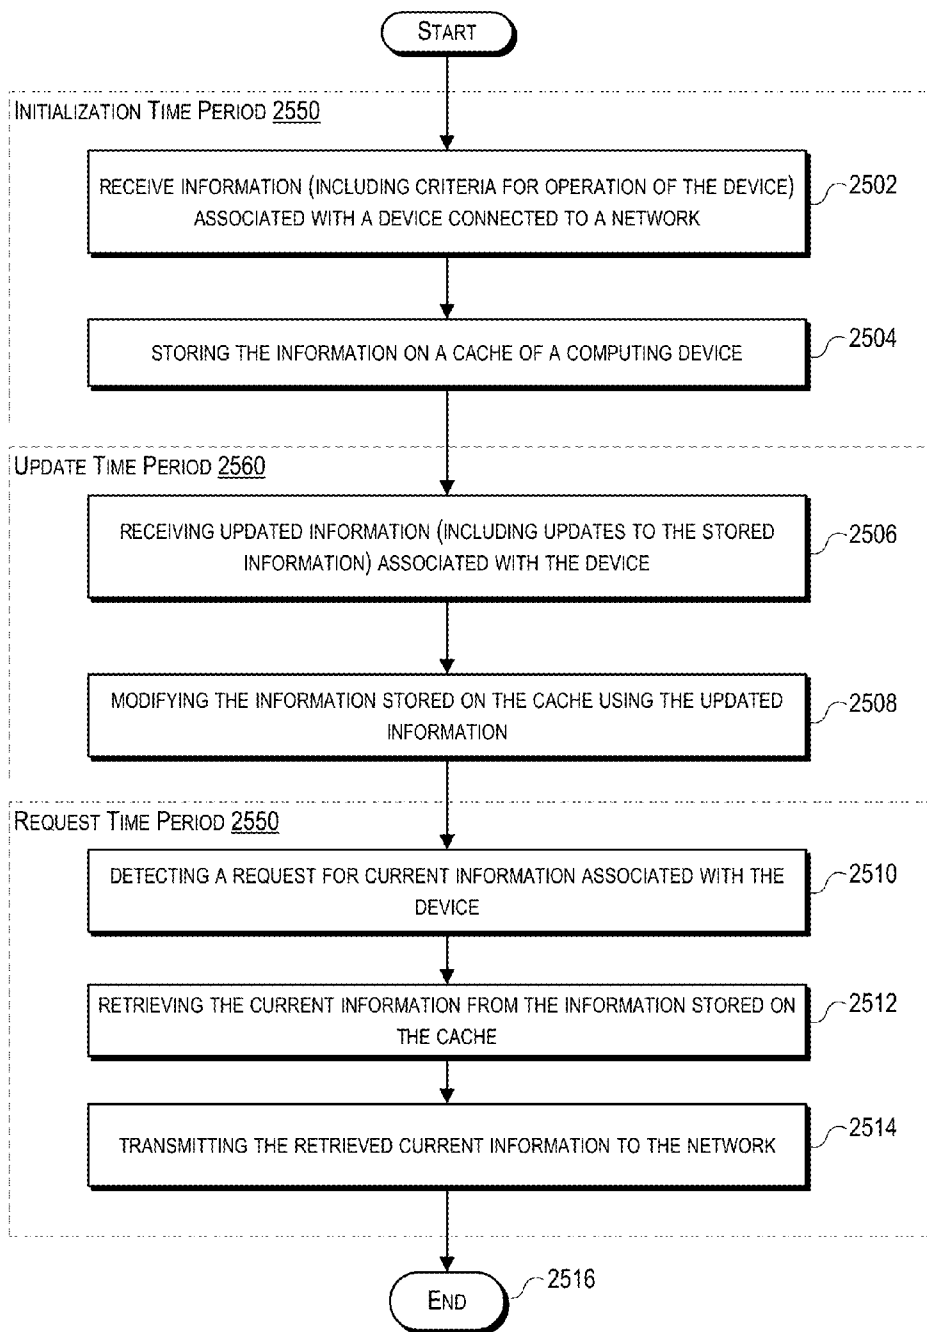 START
INITIALIZATION TIME PERIOD 2550
RECEIVE INFORMATION (INCLUDING CRITERIA FOR OPERATION OF THE DEVICE)
ASSOCIATED WITH A DEVICE CONNECTED TO A NETWORK
2502
STORING THE INFORMATION ON A CACHE OF A COMPUTING DEVICE
2504
UPDATE TIME PERIOD 2560
RECEIVING UPDATED INFORMATION (INCLUDING UPDATES TO THE STORED
INFORMATION) ASSOCIATED WITH THE DEVICE
2506
MODIFYING THE INFORMATION STORED ON THE CACHE USING THE UPDATED
INFORMATION
2508
REQUEST TIME PERIOD 2550
DETECTING A REQUEST FOR CURRENT INFORMATION ASSOCIATED WITH THE
DEVICE
2510
RETRIEVING THE CURRENT INFORMATION FROM THE INFORMATION STORED ON
THE CACHE
2512
TRANSMITTING THE RETRIEVED CURRENT INFORMATION TO THE NETWORK
2514
END
2516